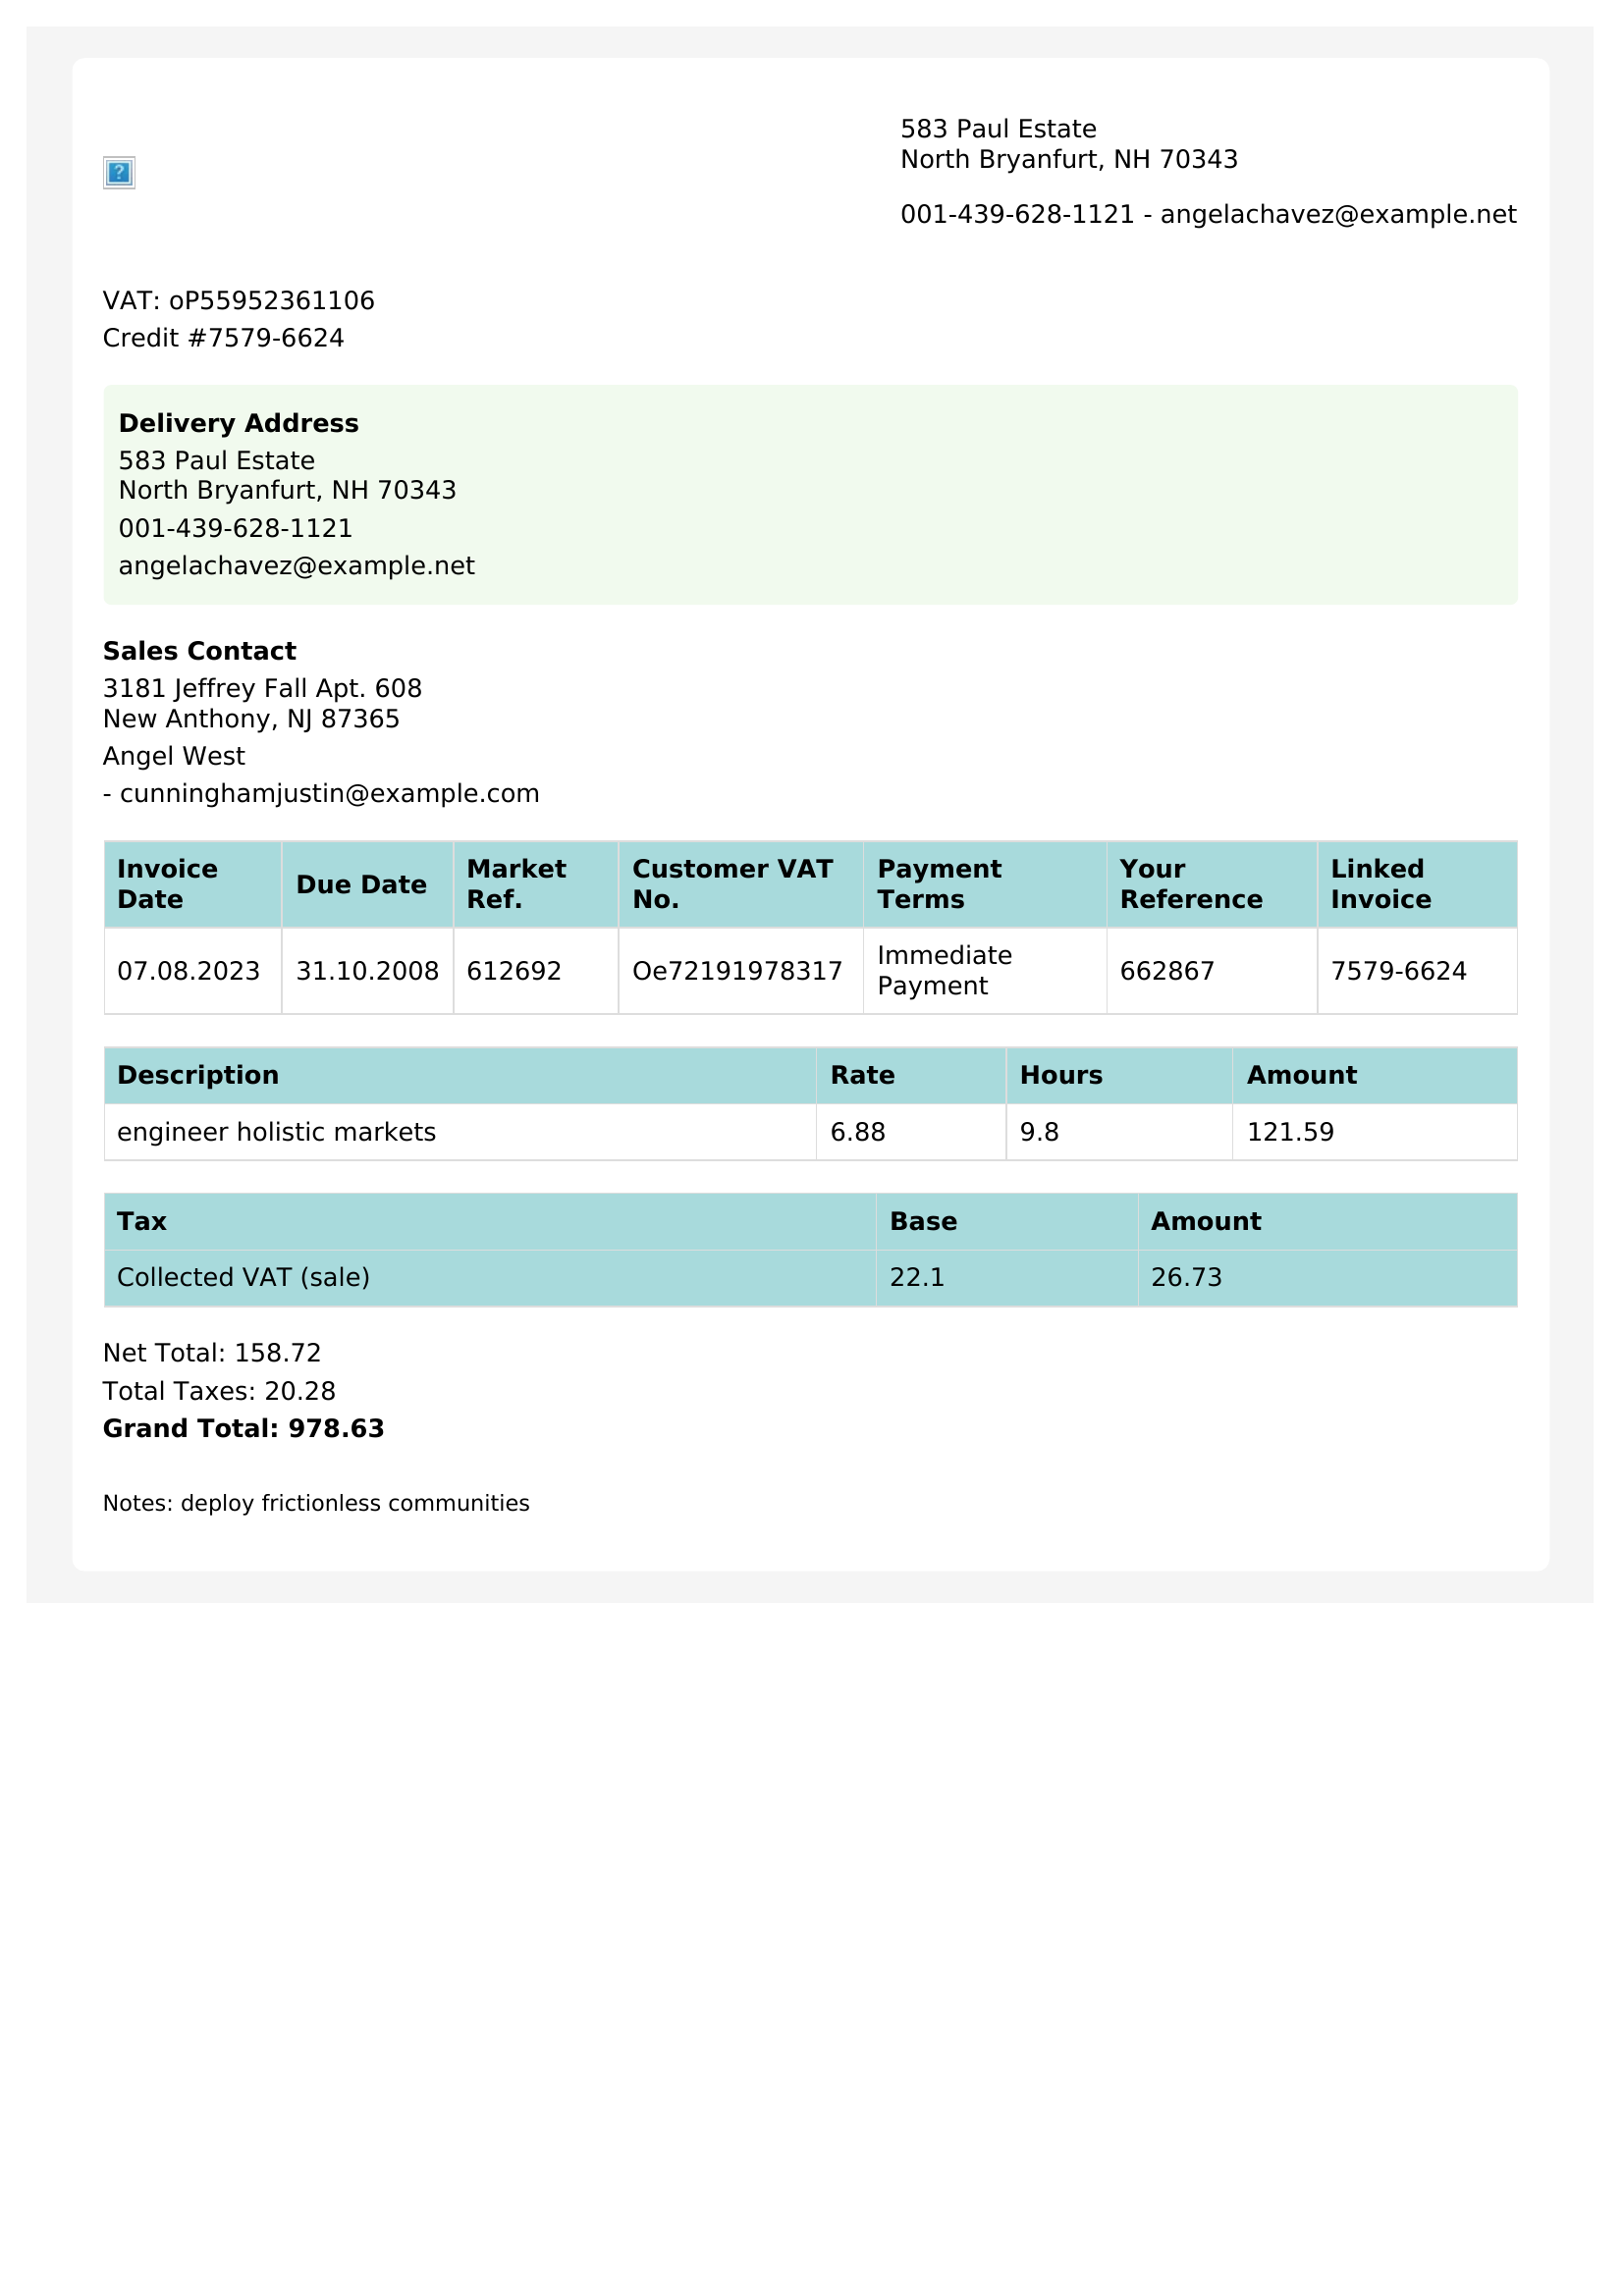 583 Paul Estate
North Bryanfurt, NH 70343
001-439-628-1121 - angelachavez@example.net
VAT: oP55952361106
Credit #7579-6624
Delivery Address
583 Paul Estate
North Bryanfurt, NH 70343
001-439-628-1121
angelachavez@example.net
Sales Contact
3181 Jeffrey Fall Apt. 608
New Anthony, NJ 87365
Angel West
- cunninghamjustin@example.com
Invoice Date Due Date Market Ref. Customer VAT No. Payment Terms Your Reference Linked Invoice
07.08.2023 31.10.2008 612692 Oe72191978317 Immediate Payment 662867 7579-6624
Description Rate Hours Amount
engineer holistic markets 6.88 9.8 121.59
Tax Base Amount
Collected VAT (sale) 22.1 26.73
Net Total: 158.72
Total Taxes: 20.28
Grand Total: 978.63
Notes: deploy frictionless communities